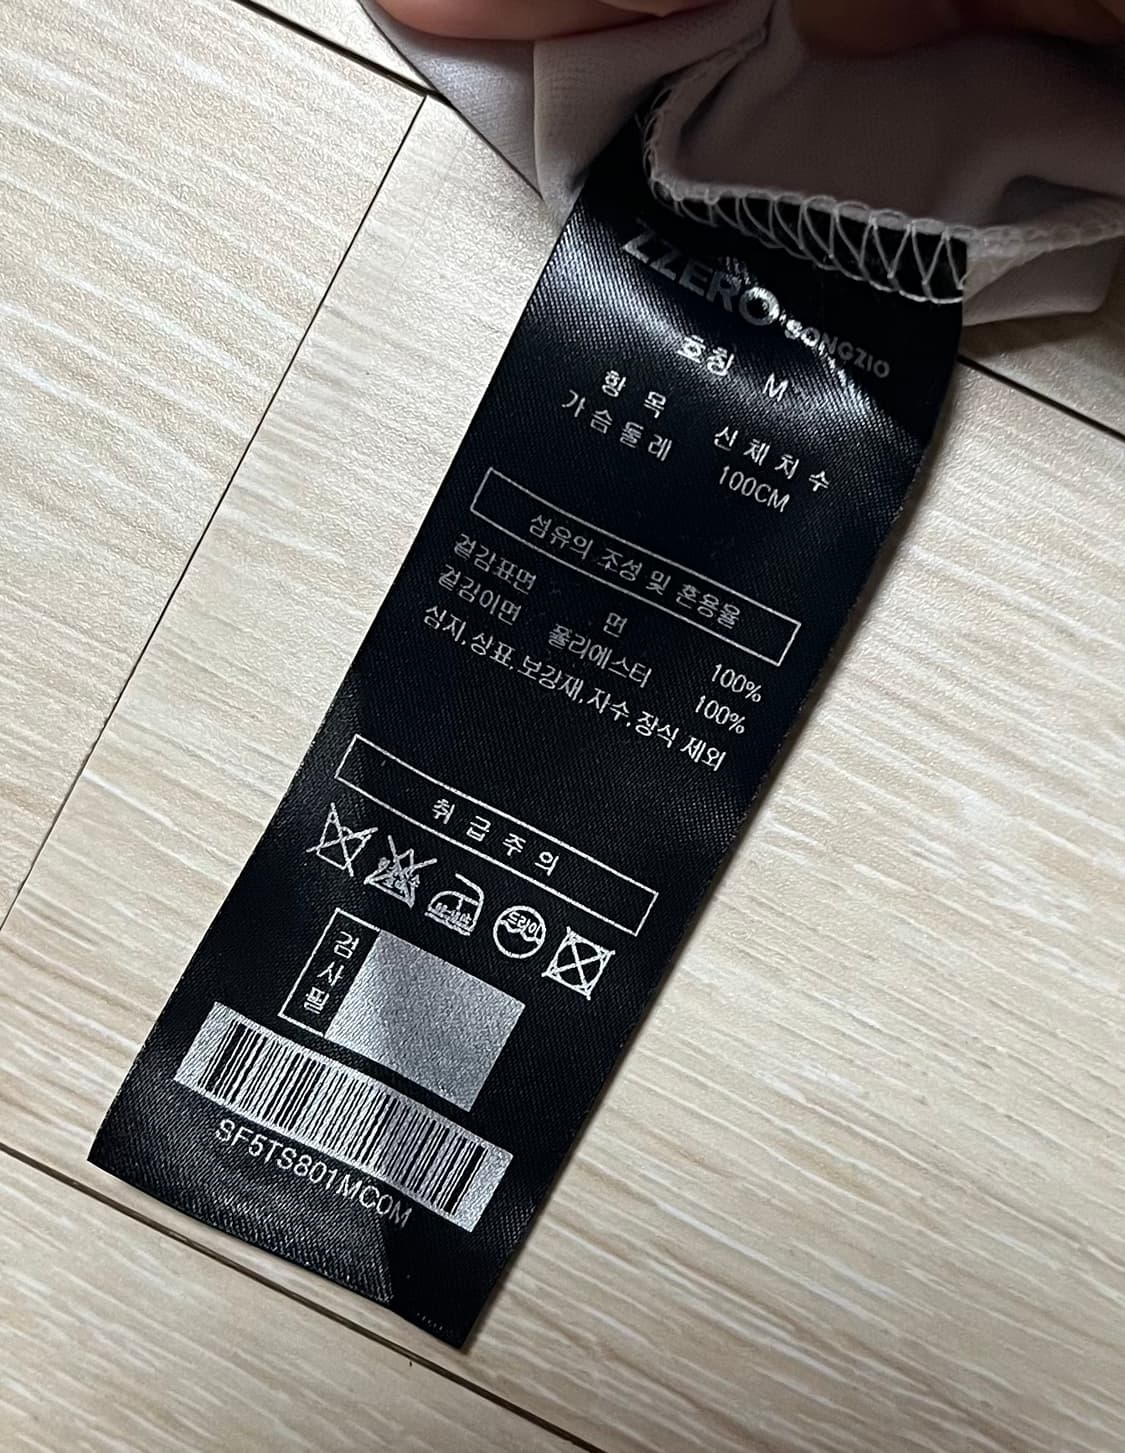 ZZERO SONGZIO
호칭 M
항목 신체치수
가슴둘레 100CM
섬유의 조성 및 혼용율
겉감표면 면 100%
겉감이면 폴리에스터 100%
심지,상표,보강재,자수,장식 제외
취급주의
드라이
검사필
SF5TS801MC0M